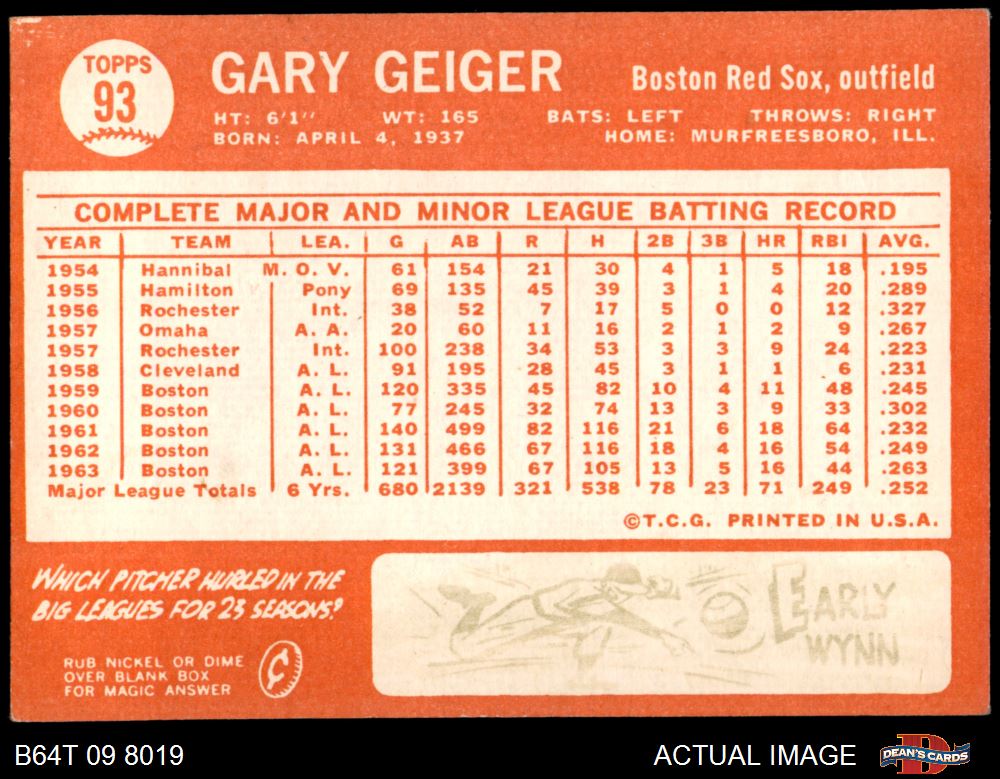 TOPPS
93
GARY GEIGER
Boston Red Sox, outfield
HT: 6'1" WT: 165 BATS: LEFT THROWS: RIGHT
BORN: APRIL 4, 1937 HOME: MURFREESBORO, ILL.
COMPLETE MAJOR AND MINOR LEAGUE BATTING RECORD
YEAR TEAM LEA. G AB R H 2B 3B HR RBI AVG.
1954 Hannibal M. O. V. 61 154 21 30 4 1 5 18 .195
1955 Hamilton Pony 69 135 45 39 3 1 4 20 .289
1956 Rochester Int. 38 52 7 17 5 0 0 12 .327
1957 Omaha A. A. 20 60 11 16 2 1 2 9 .267
1957 Rochester Int. 100 238 34 53 3 3 9 24 .223
1958 Cleveland A. L. 91 195 28 45 3 1 1 6 .231
1959 Boston A. L. 120 335 45 82 10 4 11 48 .245
1960 Boston A. L. 77 245 32 74 13 3 9 33 .302
1961 Boston A. L. 140 499 82 116 21 6 18 64 .232
1962 Boston A. L. 131 466 67 116 18 4 16 54 .249
1963 Boston A. L. 121 399 67 105 13 5 16 44 .263
Major League Totals 6 Yrs. 680 2139 321 538 78 23 71 249 .252
©T.C.G. PRINTED IN U.S.A.
WHICH PITCHER HURLED IN THE
BIG LEAGUES FOR 23 SEASONS?
RUB NICKEL OR DIME
OVER BLANK BOX
FOR MAGIC ANSWER
¢
EARLY
WYNN
B64T 09 8019
ACTUAL IMAGE
D
DEAN'S CARDS